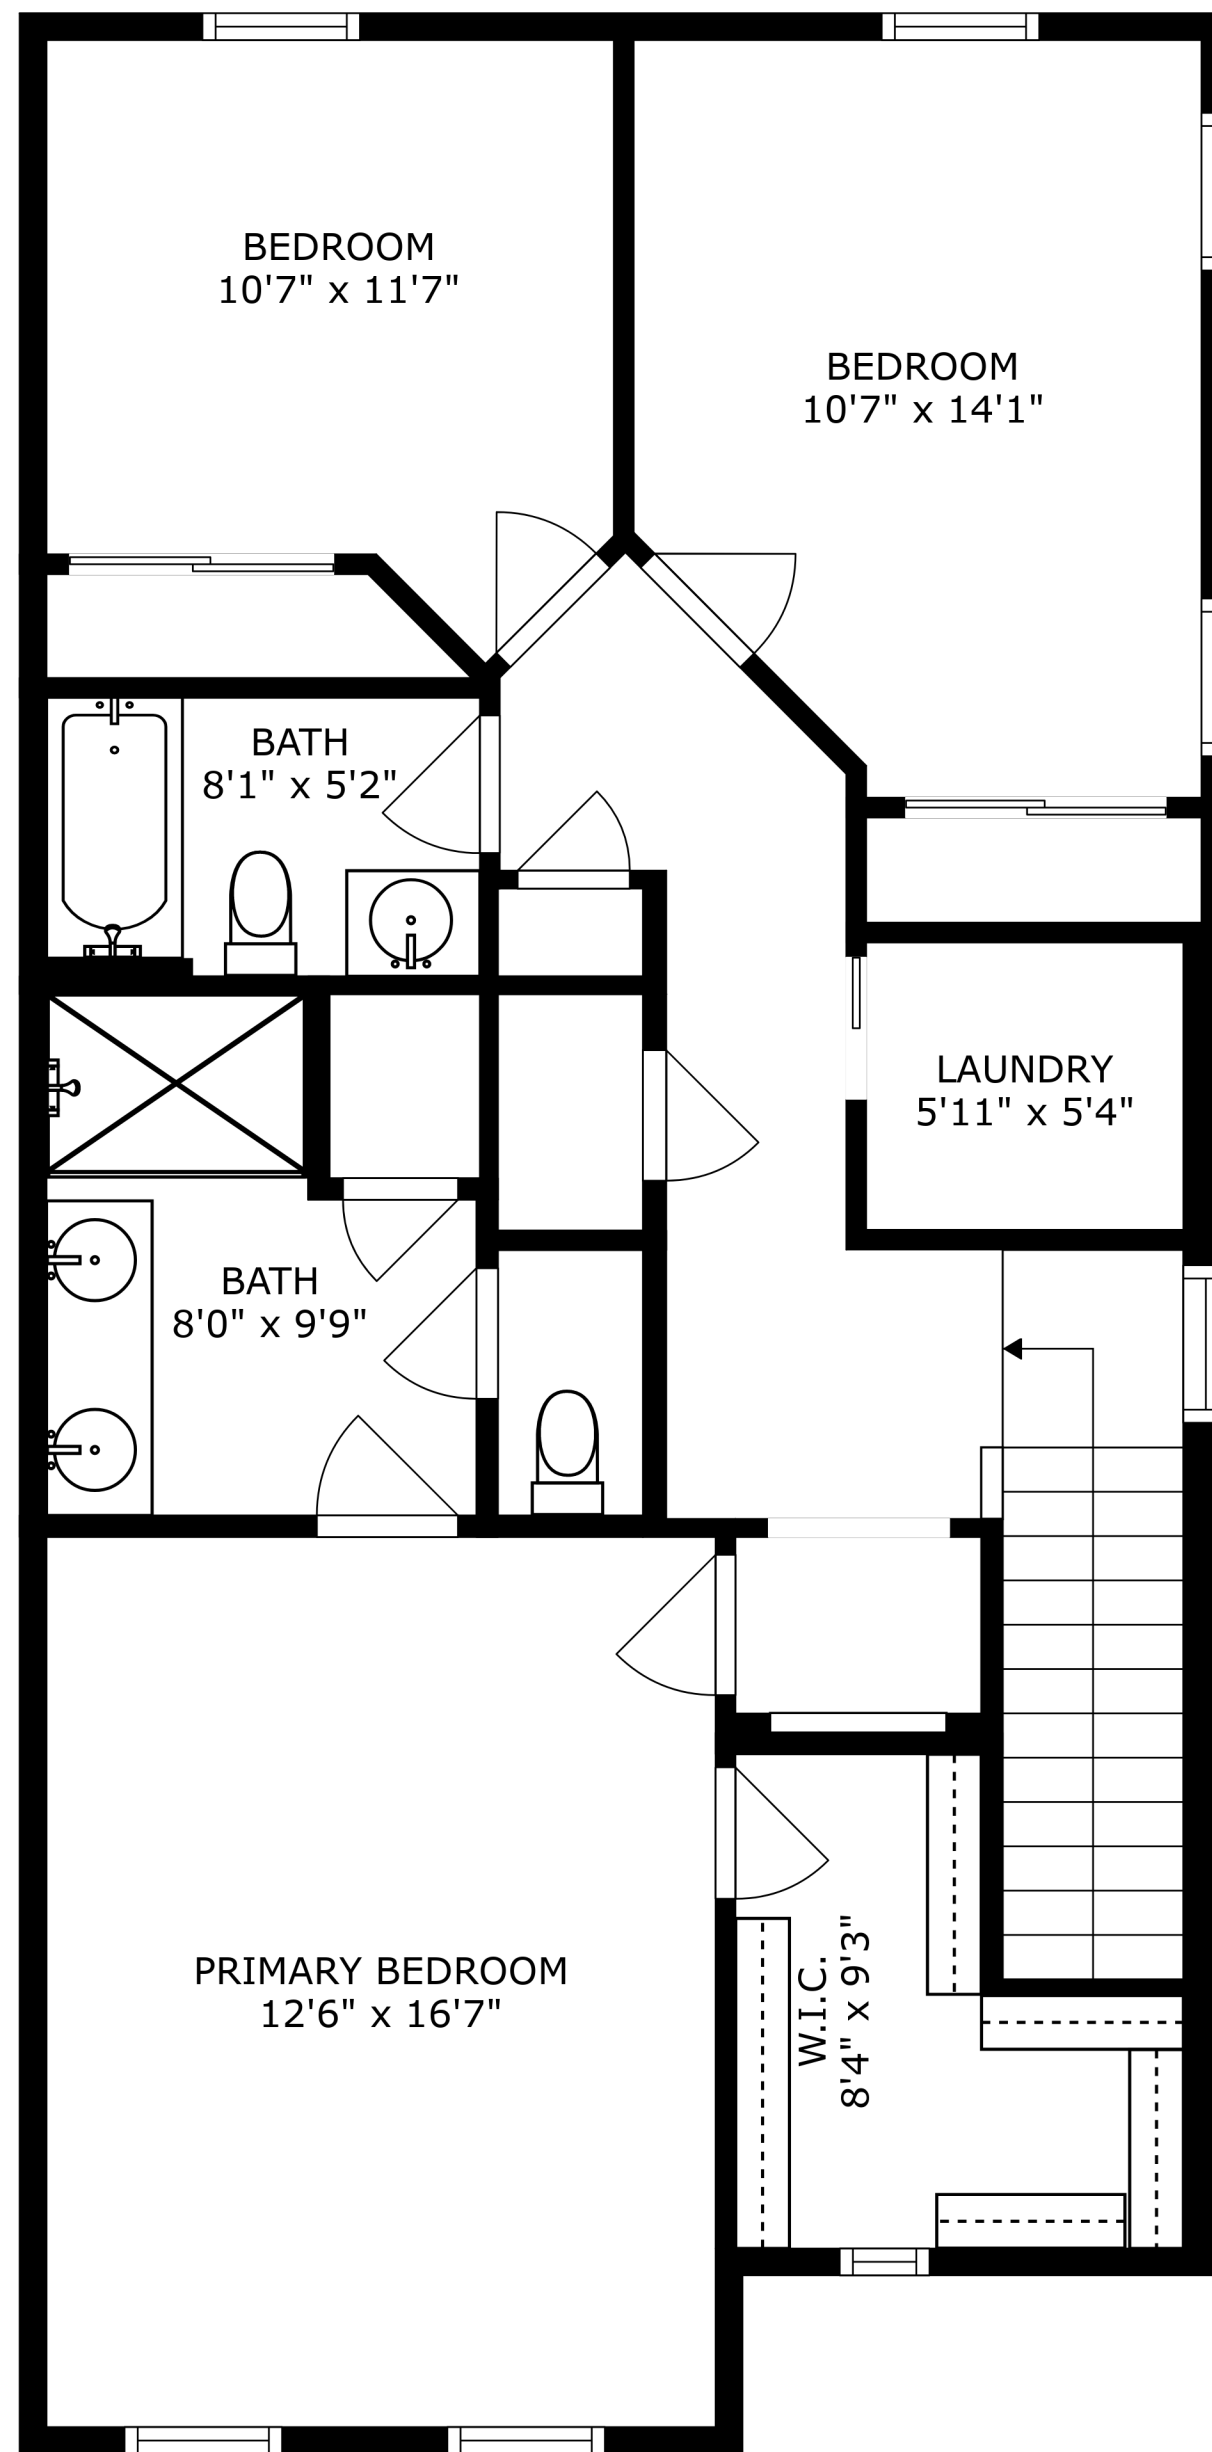 BEDROOM
10'7" x 11'7"
BEDROOM
10'7" x 14'1"
BATH
8'1" x 5'2"
LAUNDRY
5'11" x 5'4"
BATH
8'0" x 9'9"
PRIMARY BEDROOM
12'6" x 16'7"
W.I.C.
8'4" x 9'3"